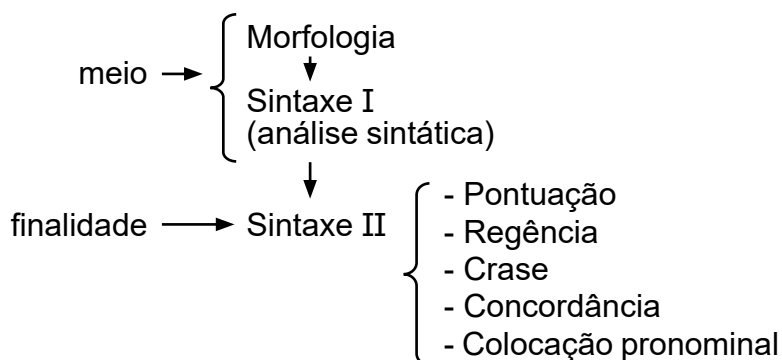 Morfologia
meio
Sintaxe I
(análise sintática)
finalidade
Sintaxe II
- Pontuação
- Regência
- Crase
- Concordância
- Colocação pronominal